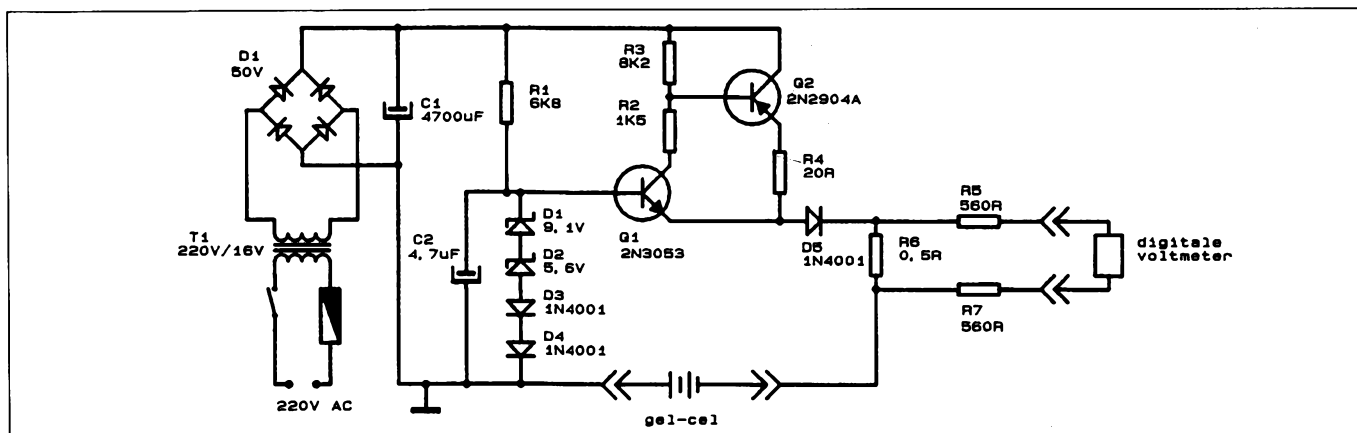 D1
50V
C1
4700uF
R1
6K8
R3
8K2
R2
1K5
Q2
2N2904A
R4
20R
T1
220V/16V
C2
4,7uF
D1
9,1V
D2
5,6V
D3
1N4001
D4
1N4001
Q1
2N3053
D5
1N4001
R6
0,5R
R5
560R
R7
560R
digitale
voltmeter
220V AC
gel-cel